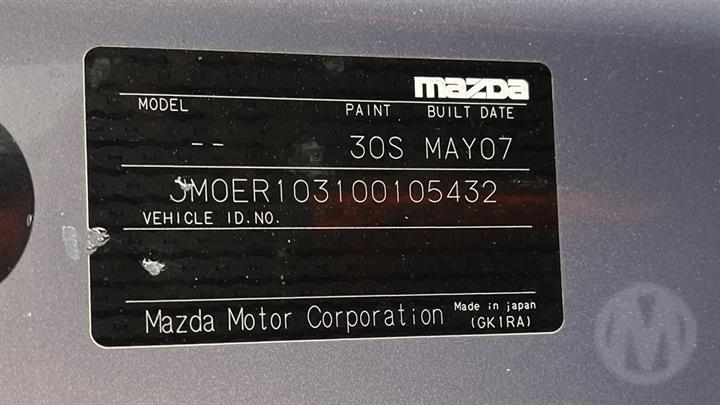 mazda
MODEL PAINT BUILT DATE
-- 30S MAY07
JM0ER103100105432
VEHICLE ID.NO.
Mazda Motor Corporation Made in japan
(GK1RA)
M